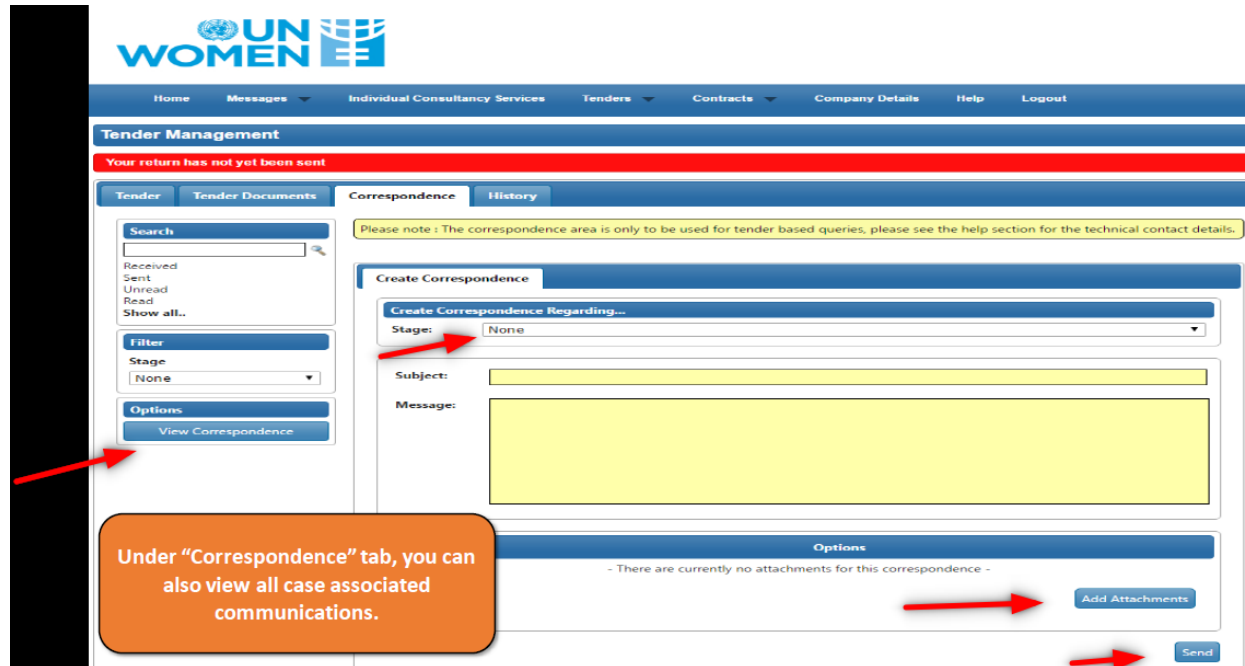 UN
WOMEN
Home Messages Individual Consultancy Services Tenders Contracts Company Details Help Logout
Tender Management
Your return has not yet been sent
Tender Tender Documents Correspondence History
Search
Received
Sent
Unread
Read
Show all..
Filter
Stage
None
Options
View Correspondence
Please note : The correspondence area is only to be used for tender based queries, please see the help section for the technical contact details.
Create Correspondence
Create Correspondence Regarding...
Stage: None
Subject:
Message:
Options
- There are currently no attachments for this correspondence -
Add Attachments
Send
Under “Correspondence” tab, you can
also view all case associated
communications.